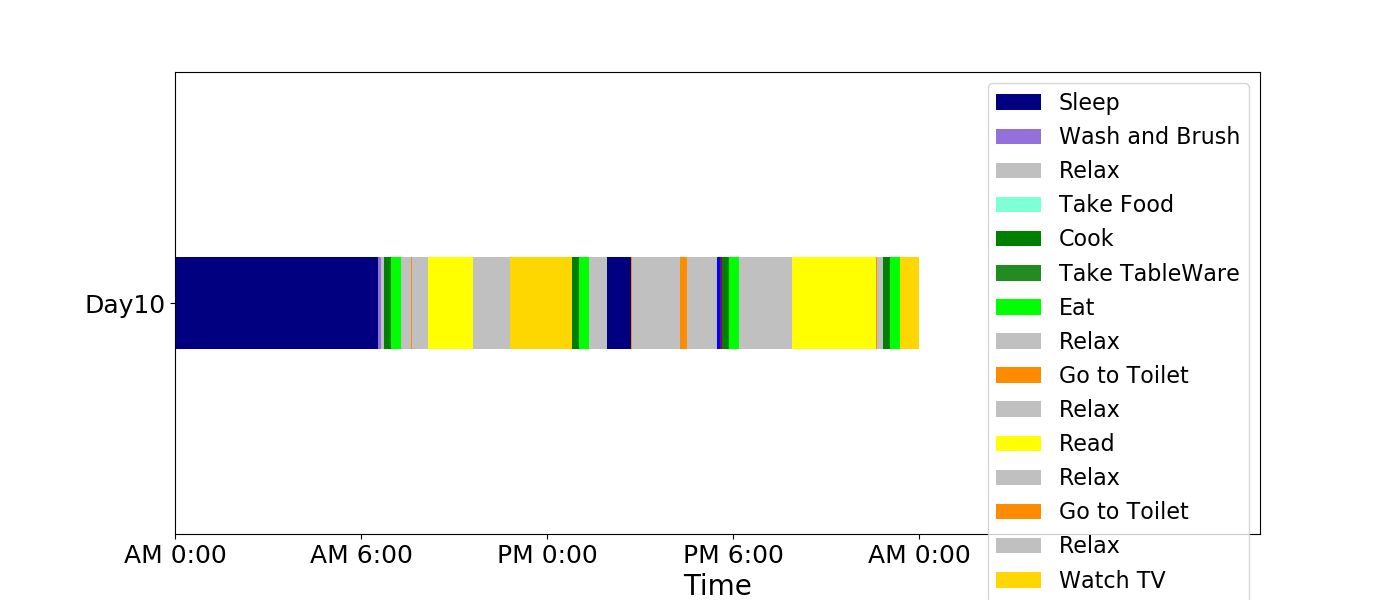 Sleep
Wash and Brush
Relax
Take Food
Cook
Take TableWare
Eat
Relax
Go to Toilet
Relax
Read
Relax
Go to Toilet
Relax
Watch TV
Day10
AM 0:00 AM 6:00 PM 0:00 PM 6:00 AM 0:00
Time